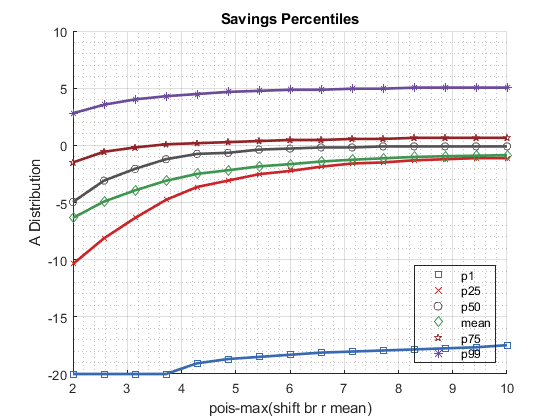 Savings Percentiles
A Distribution
10
5
0
-5
-10
-15
-20
p1
p25
p50
mean
p75
p99
2 3 4 5 6 7 8 9 10
pois-max(shift br r mean)